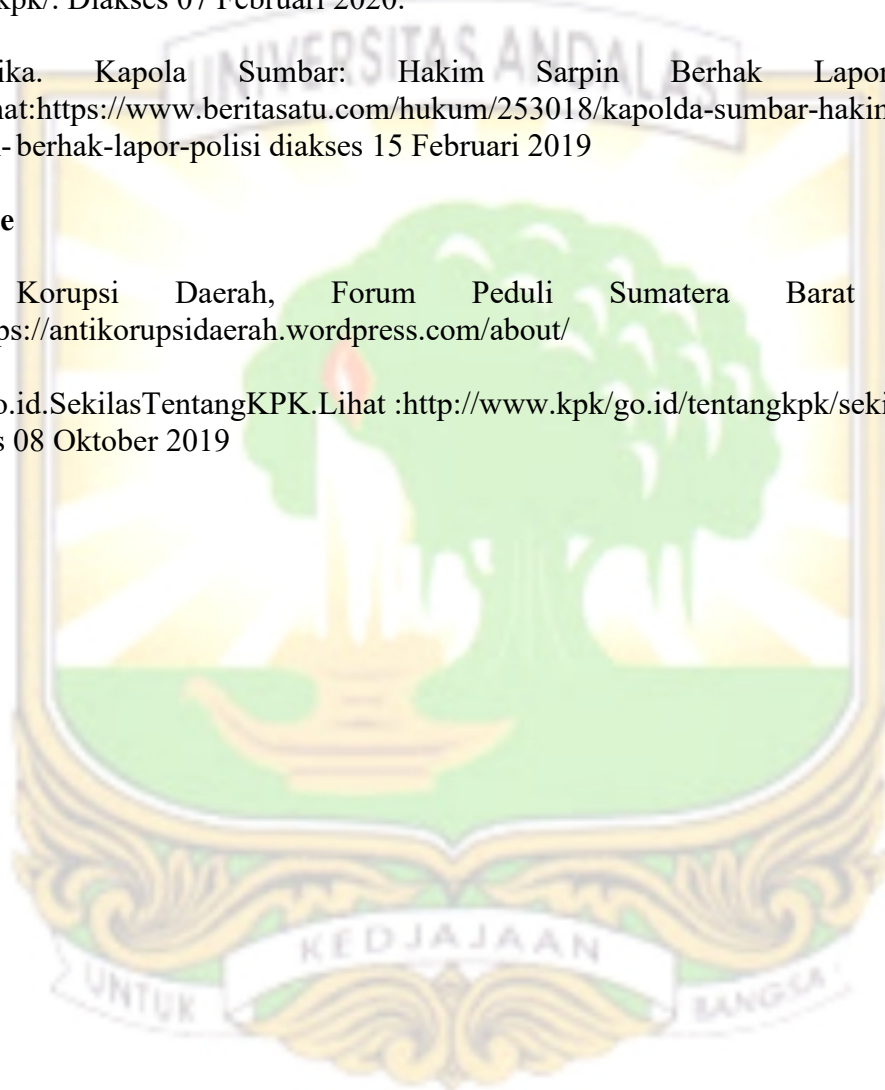 kpk/. Diakses 07 Februari 2020.
UNIVERSITAS ANDALAS
ika. Kapola Sumbar: Hakim Sarpin Berhak Lapor
hat:https://www.beritasatu.com/hukum/253018/kapolda-sumbar-hakim
- berhak-lapor-polisi diakses 15 Februari 2019
e
Korupsi Daerah, Forum Peduli Sumatera Barat
ps://antikorupsidaerah.wordpress.com/about/
o.id.SekilasTentangKPK.Lihat :http://www.kpk/go.id/tentangkpk/seki
s 08 Oktober 2019
KEDJAJAAN
UNTUK BANGSA